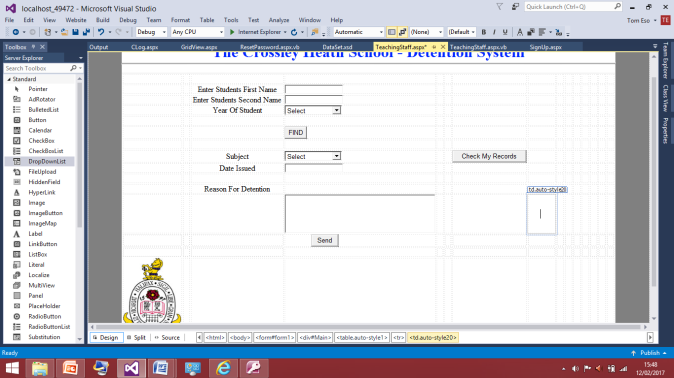 localhost_49472 - Microsoft Visual Studio
Quick Launch (Ctrl+Q)
File Edit View Website Build Debug Team Format Table Tools Test Analyze Window Help
Tom Ese TE
Debug Any CPU Internet Explorer Automatic (None) (Default) B I U
Toolbox
Output CLog.aspx GridView.aspx ResetPassword.aspx DataSet.xsd TeachingStaff.aspx* TeachingStaff.aspx.vb SignUp.aspx
Server Explorer
Search Toolbox
Standard
Pointer
AdRotator
BulletedList
Button
Calendar
CheckBox
CheckBoxList
DropDownList
FileUpload
HiddenField
HyperLink
Image
ImageButton
ImageMap
Label
LinkButton
ListBox
Literal
Localize
MultiView
Panel
PlaceHolder
RadioButton
RadioButtonList
Substitution
The Crossley Heath School - Detention System
Enter Students First Name
Enter Students Second Name
Year Of Student Select
FIND
Subject Select Check My Records
Date Issued
Reason For Detention td.auto-style20
Send
Team Explorer
Class View
Properties
Design Split Source <html> <body> <form#form1> <div#Main> <table.auto-style1> <tr> <td.auto-style20>
Ready Publish
15:48
12/02/2017